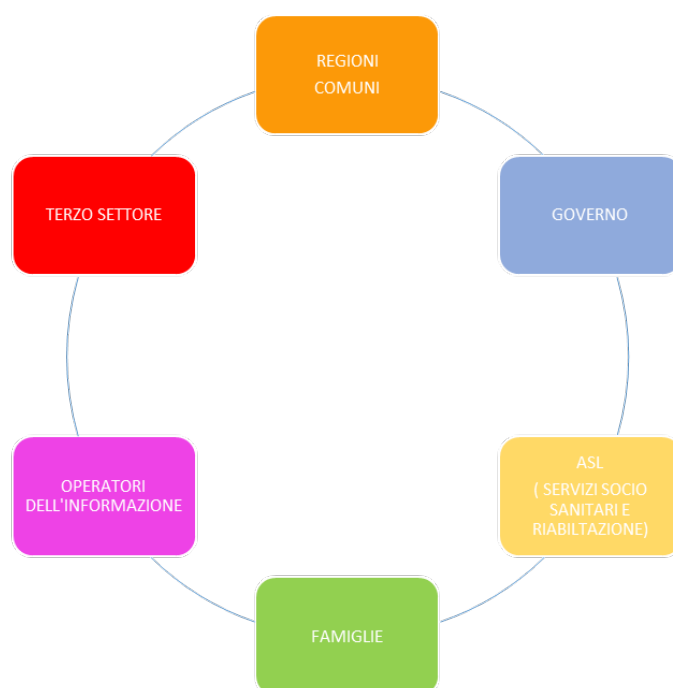 REGIONI
COMUNI
TERZO SETTORE
GOVERNO
OPERATORI
DELL'INFORMAZIONE
ASL
( SERVIZI SOCIO
SANITARI E
RIABILTAZIONE)
FAMIGLIE